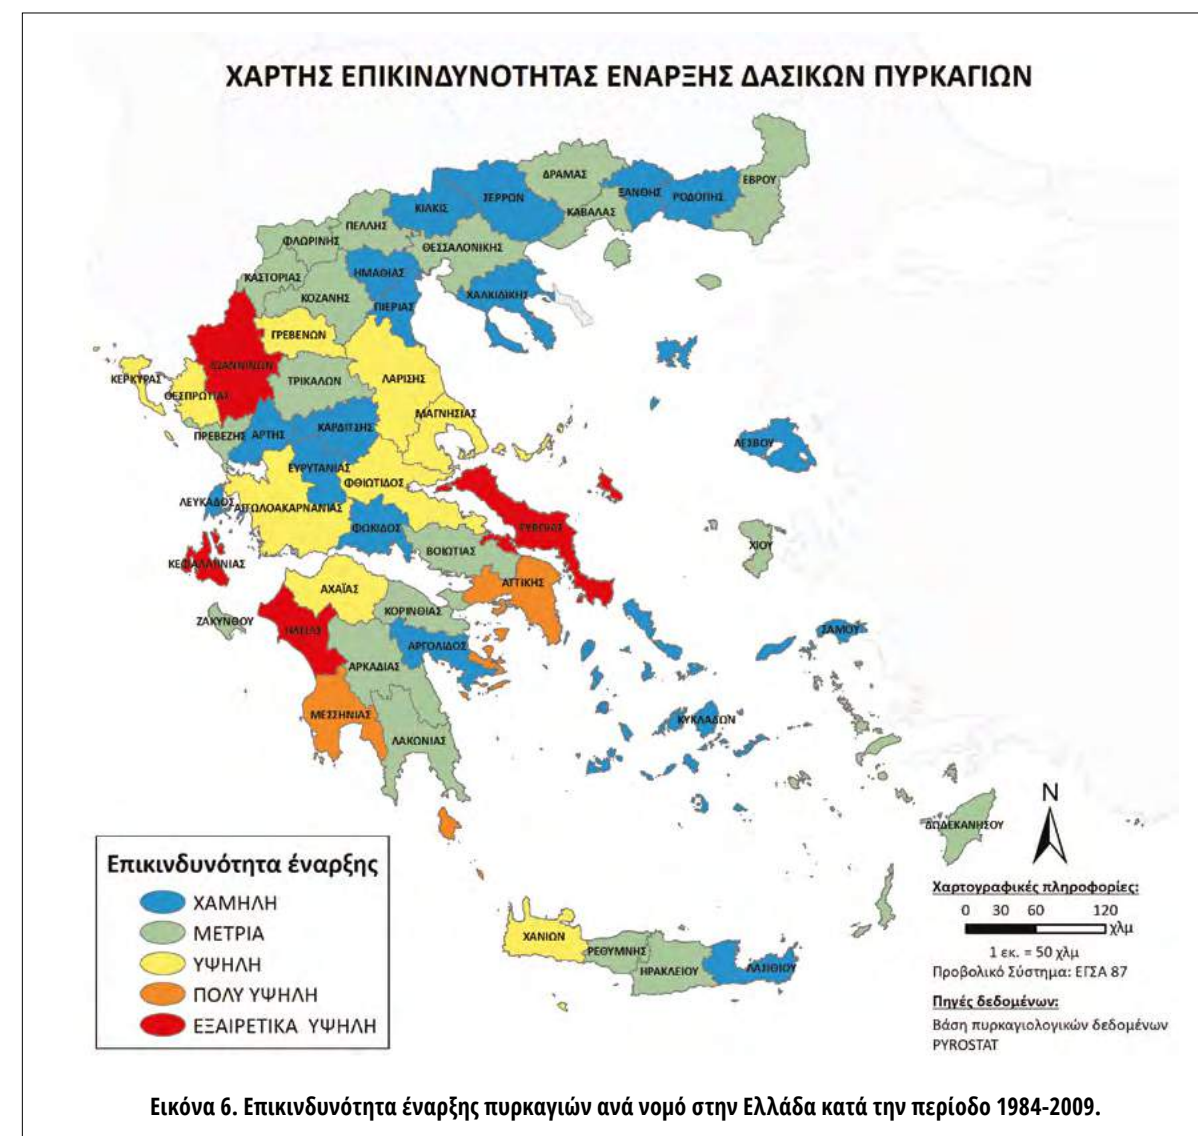 ΧΑΡΤΗΣ ΕΠΙΚΙΝΔΥΝΟΤΗΤΑΣ ΕΝΑΡΞΗΣ ΔΑΣΙΚΩΝ ΠΥΡΚΑΓΙΩΝ
ΔΡΑΜΑΣ
ΕΒΡΟΥ
ΞΑΝΘΗΣ
ΡΟΔΟΠΗΣ
ΣΕΡΡΩΝ
ΚΙΛΚΙΣ
ΚΑΒΑΛΑΣ
ΠΕΛΛΗΣ
ΦΛΩΡΙΝΗΣ
ΘΕΣΣΑΛΟΝΙΚΗΣ
ΗΜΑΘΙΑΣ
ΚΑΣΤΟΡΙΑΣ
ΚΟΖΑΝΗΣ
ΧΑΛΚΙΔΙΚΗΣ
ΠΙΕΡΙΑΣ
ΓΡΕΒΕΝΩΝ
ΙΩΑΝΝΙΝΩΝ
ΚΕΡΚΥΡΑΣ
ΤΡΙΚΑΛΩΝ
ΛΑΡΙΣΗΣ
ΘΕΣΠΡΩΤΙΑΣ
ΜΑΓΝΗΣΙΑΣ
ΠΡΕΒΕΖΗΣ
ΑΡΤΗΣ
ΚΑΡΔΙΤΣΗΣ
ΛΕΣΒΟΥ
ΕΥΡΥΤΑΝΙΑΣ
ΦΘΙΩΤΙΔΟΣ
ΛΕΥΚΑΔΟΣ
ΑΙΤΩΛΟΑΚΑΡΝΑΝΙΑΣ
ΦΩΚΙΔΟΣ
ΕΥΒΟΙΑΣ
ΒΟΙΩΤΙΑΣ
ΧΙΟΥ
ΚΕΦΑΛΛΗΝΙΑΣ
ΑΧΑΪΑΣ
ΑΤΤΙΚΗΣ
ΚΟΡΙΝΘΙΑΣ
ΖΑΚΥΝΘΟΥ
ΗΛΕΙΑΣ
ΣΑΜΟΥ
ΑΡΓΟΛΙΔΟΣ
ΑΡΚΑΔΙΑΣ
ΜΕΣΣΗΝΙΑΣ
ΚΥΚΛΑΔΩΝ
ΛΑΚΩΝΙΑΣ
ΔΩΔΕΚΑΝΗΣΟΥ
ΧΑΝΙΩΝ
ΡΕΘΥΜΝΗΣ
ΗΡΑΚΛΕΙΟΥ
ΛΑΣΙΘΙΟΥ
Επικινδυνότητα έναρξης
ΧΑΜΗΛΗ
ΜΕΤΡΙΑ
ΥΨΗΛΗ
ΠΟΛΥ ΥΨΗΛΗ
ΕΞΑΙΡΕΤΙΚΑ ΥΨΗΛΗ
N
Χαρτογραφικές πληροφορίες:
0 30 60 120
χλμ
1 εκ. = 50 χλμ
Προβολικό Σύστημα: ΕΓΣΑ 87
Πηγές δεδομένων:
Βάση πυρκαγιολογικών δεδομένων
PYROSTAT
Εικόνα 6. Επικινδυνότητα έναρξης πυρκαγιών ανά νομό στην Ελλάδα κατά την περίοδο 1984-2009.